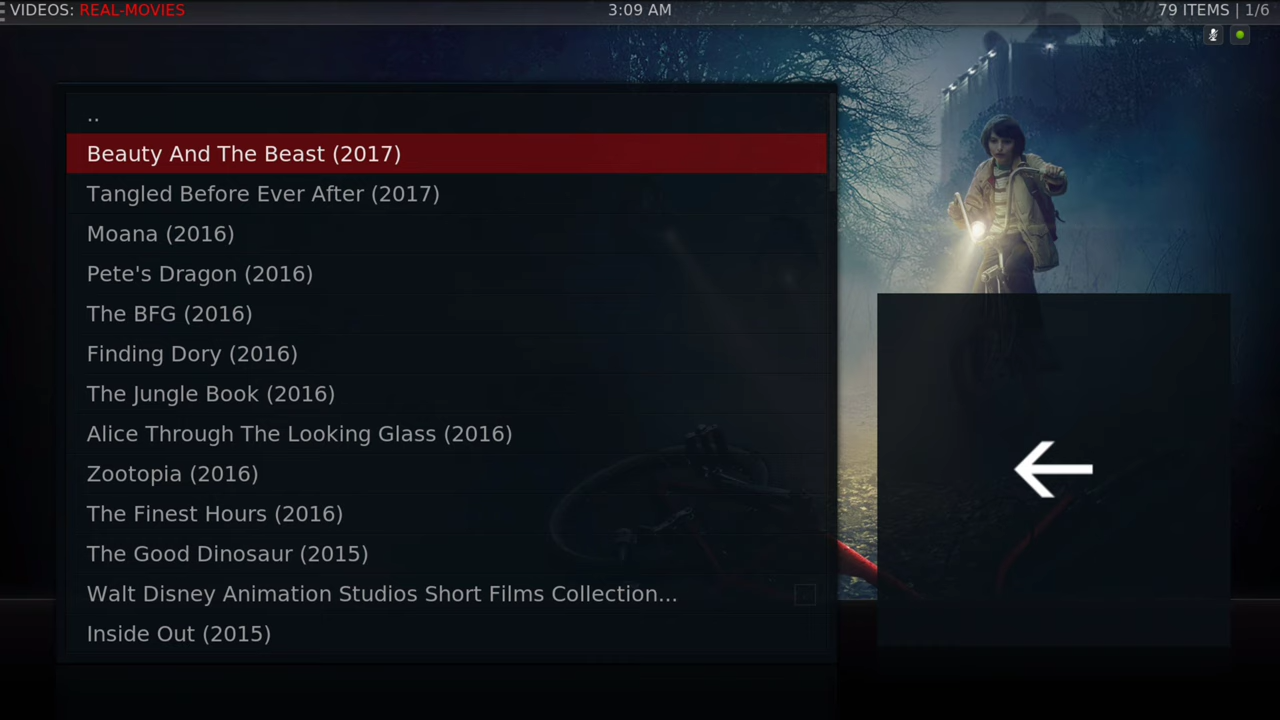 VIDEOS: REAL-MOVIES
3:09 AM
79 ITEMS | 1/6
..
Beauty And The Beast (2017)
Tangled Before Ever After (2017)
Moana (2016)
Pete's Dragon (2016)
The BFG (2016)
Finding Dory (2016)
The Jungle Book (2016)
Alice Through The Looking Glass (2016)
Zootopia (2016)
The Finest Hours (2016)
The Good Dinosaur (2015)
Walt Disney Animation Studios Short Films Collection...
Inside Out (2015)